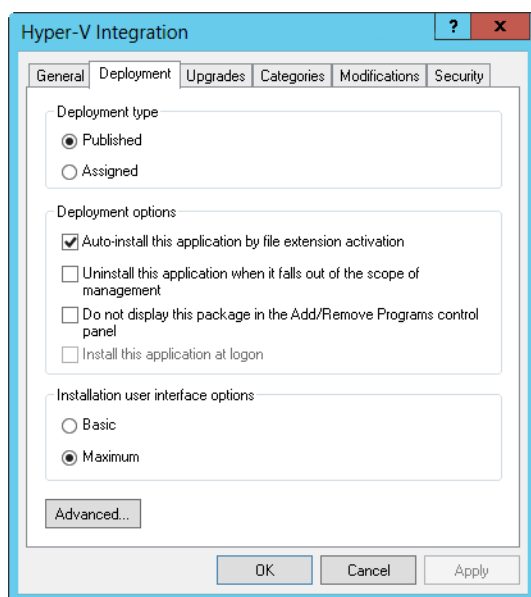 Hyper-V Integration
? x
General Deployment Upgrades Categories Modifications Security
Deployment type
Published
Assigned
Deployment options
Auto-install this application by file extension activation
Uninstall this application when it falls out of the scope of
management
Do not display this package in the Add/Remove Programs control
panel
Install this application at logon
Installation user interface options
Basic
Maximum
Advanced...
OK Cancel Apply